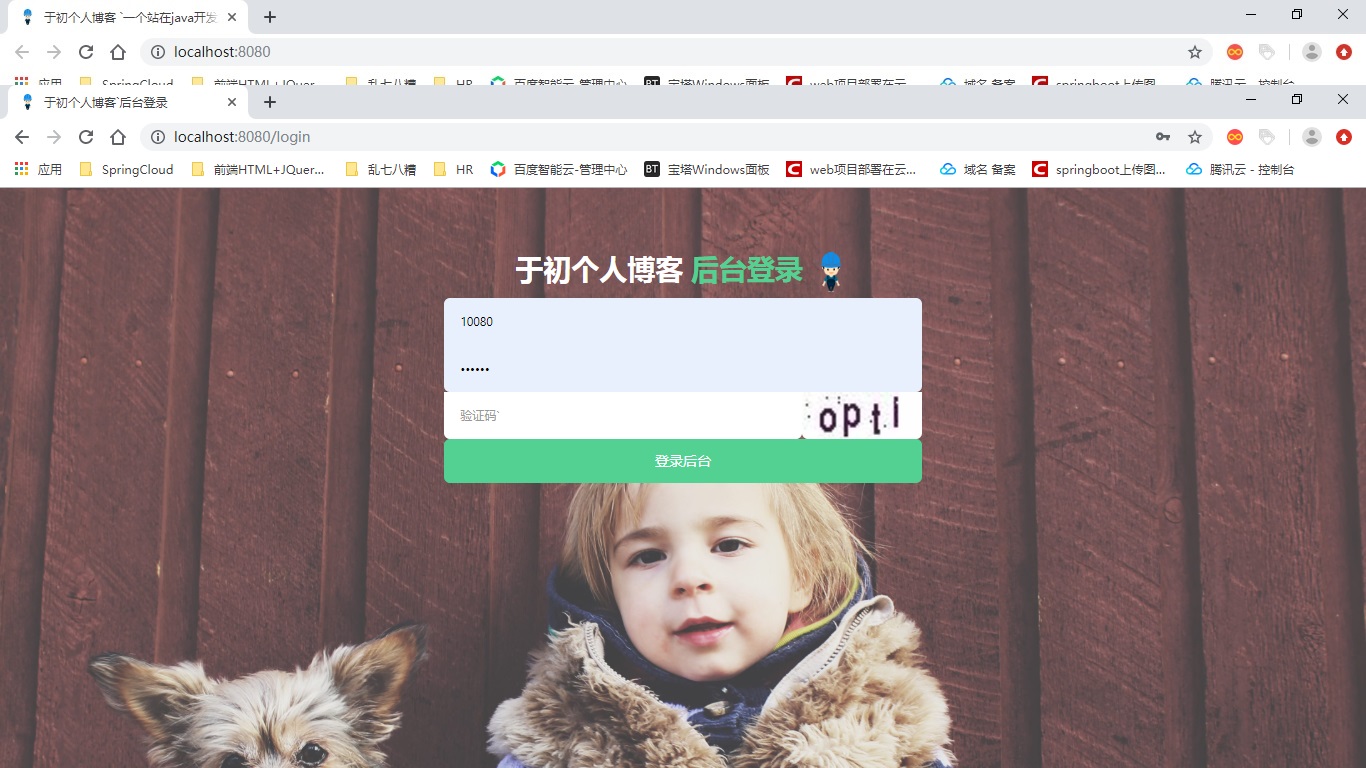 于初个人博客 `一个站在java开发
localhost:8080
应用 SpringCloud 前端HTML+JQuer... 乱七八糟 HR 百度智能云-管理中心 BT 宝塔Windows面板 web项目部署在云... 域名 备案 springboot上传图... 腾讯云 - 控制台
于初个人博客`后台登录
localhost:8080/login
应用 SpringCloud 前端HTML+JQuer... 乱七八糟 HR 百度智能云-管理中心 BT 宝塔Windows面板 web项目部署在云... 域名 备案 springboot上传图... 腾讯云 - 控制台
于初个人博客 后台登录
10080
••••••
验证码`
登录后台